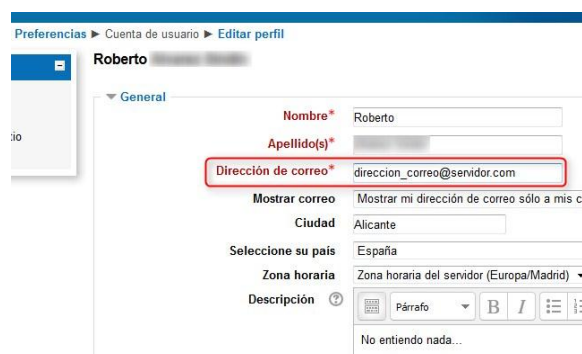 Preferencias ► Cuenta de usuario ► Editar perfil
Roberto
General
Nombre* Roberto
Apellido(s)*
Dirección de correo* direccion_correo@servidor.com
Mostrar correo Mostrar mi dirección de correo sólo a mis c
Ciudad Alicante
Seleccione su país España
Zona horaria Zona horaria del servidor (Europa/Madrid)
Descripción Párrafo B I
No entiendo nada...